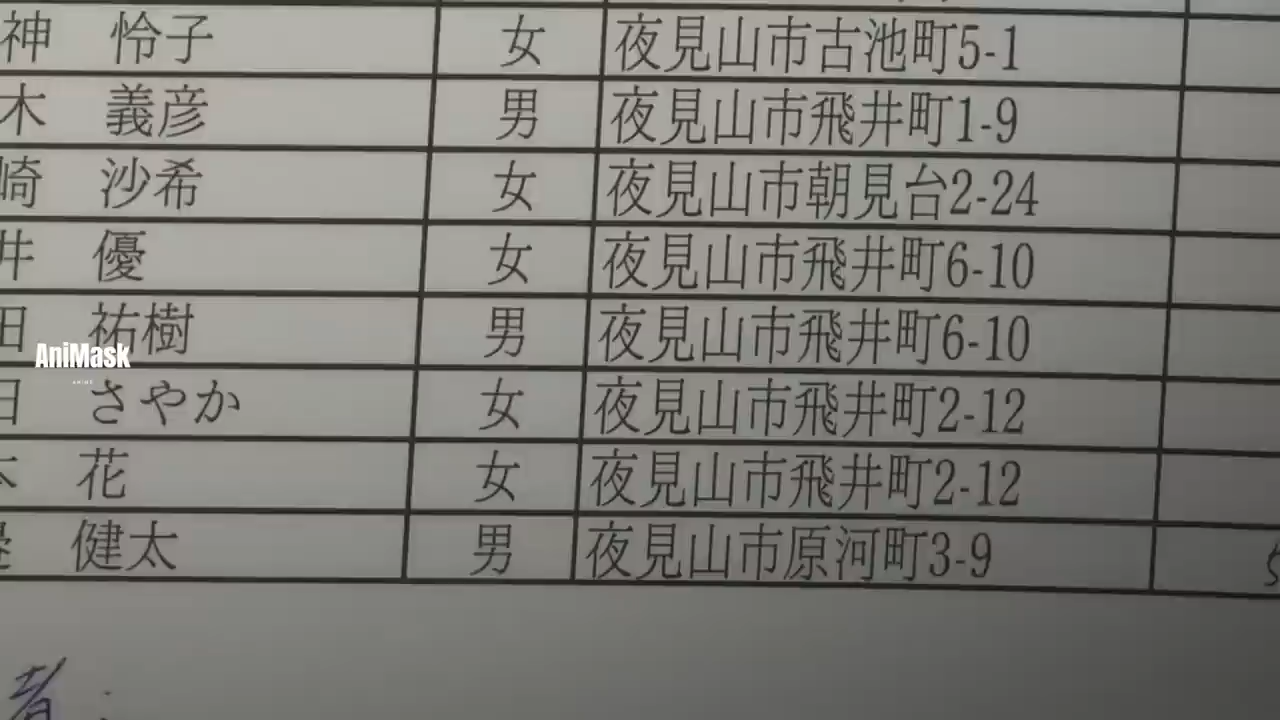 神 怜子 女 夜見山市古池町5-1
木 義彦 男 夜見山市飛井町1-9
崎 沙希 女 夜見山市朝見台2-24
井 優 女 夜見山市飛井町6-10
田 祐樹 男 夜見山市飛井町6-10
田 さやか 女 夜見山市飛井町2-12
本 花 女 夜見山市飛井町2-12
健太 男 夜見山市原河町3-9
者：
AniMask